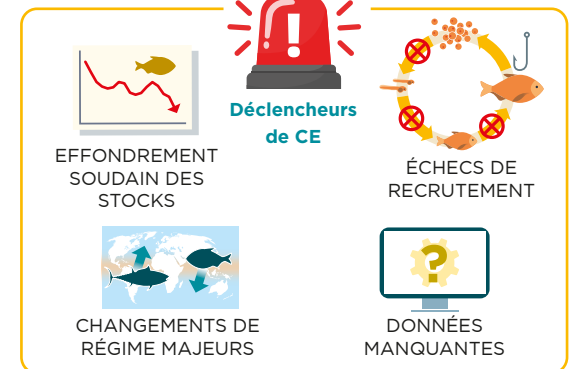 Déclencheurs
de CE
EFFONDREMENT
SOUDAIN DES
STOCKS
ÉCHECS DE
RECRUTEMENT
CHANGEMENTS DE
RÉGIME MAJEURS
?
DONNÉES
MANQUANTES